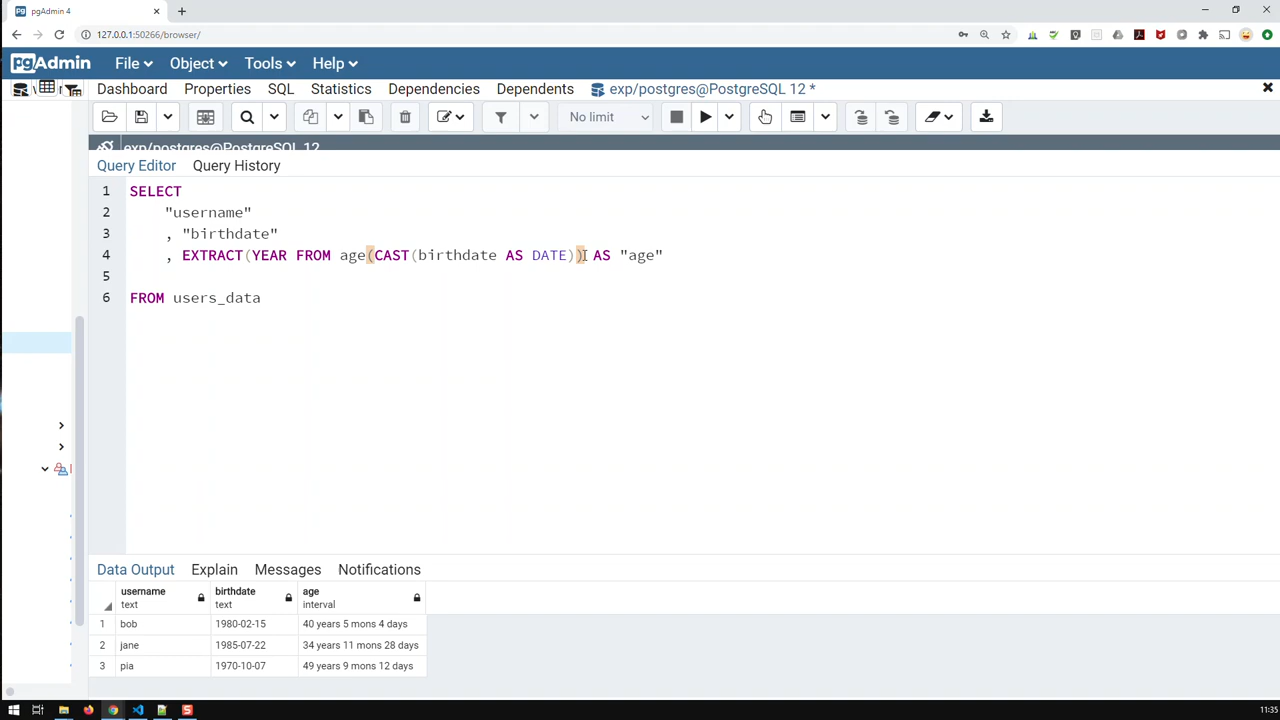 pgAdmin 4
127.0.0.1:50266/browser/
pgAdmin File Object Tools Help
Dashboard Properties SQL Statistics Dependencies Dependents exp/postgres@PostgreSQL 12 *
No limit
exp/postgres@PostgreSQL 12
Query Editor Query History
1 SELECT
2 "username"
3 , "birthdate"
4 , EXTRACT(YEAR FROM age(CAST(birthdate AS DATE)) AS "age"
5
6 FROM users_data
Data Output Explain Messages Notifications
username birthdate age
text text interval
1 bob 1980-02-15 40 years 5 mons 4 days
2 jane 1985-07-22 34 years 11 mons 28 days
3 pia 1970-10-07 49 years 9 mons 12 days
11:35